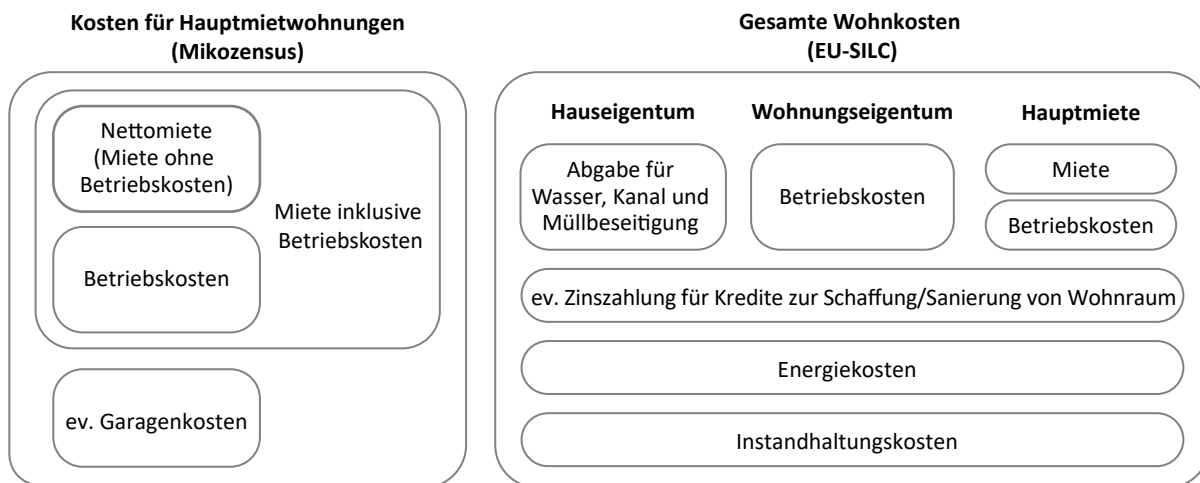 Kosten für Hauptmietwohnungen
(Mikozensus)
Nettomiete
(Miete ohne
Betriebskosten)
Miete inklusive
Betriebskosten
Betriebskosten
ev. Garagenkosten
Gesamte Wohnkosten
(EU-SILC)
Hauseigentum
Wohnungseigentum
Hauptmiete
Abgabe für
Wasser, Kanal und
Müllbeseitigung
Betriebskosten
Miete
Betriebskosten
ev. Zinszahlung für Kredite zur Schaffung/Sanierung von Wohnraum
Energiekosten
Instandhaltungskosten